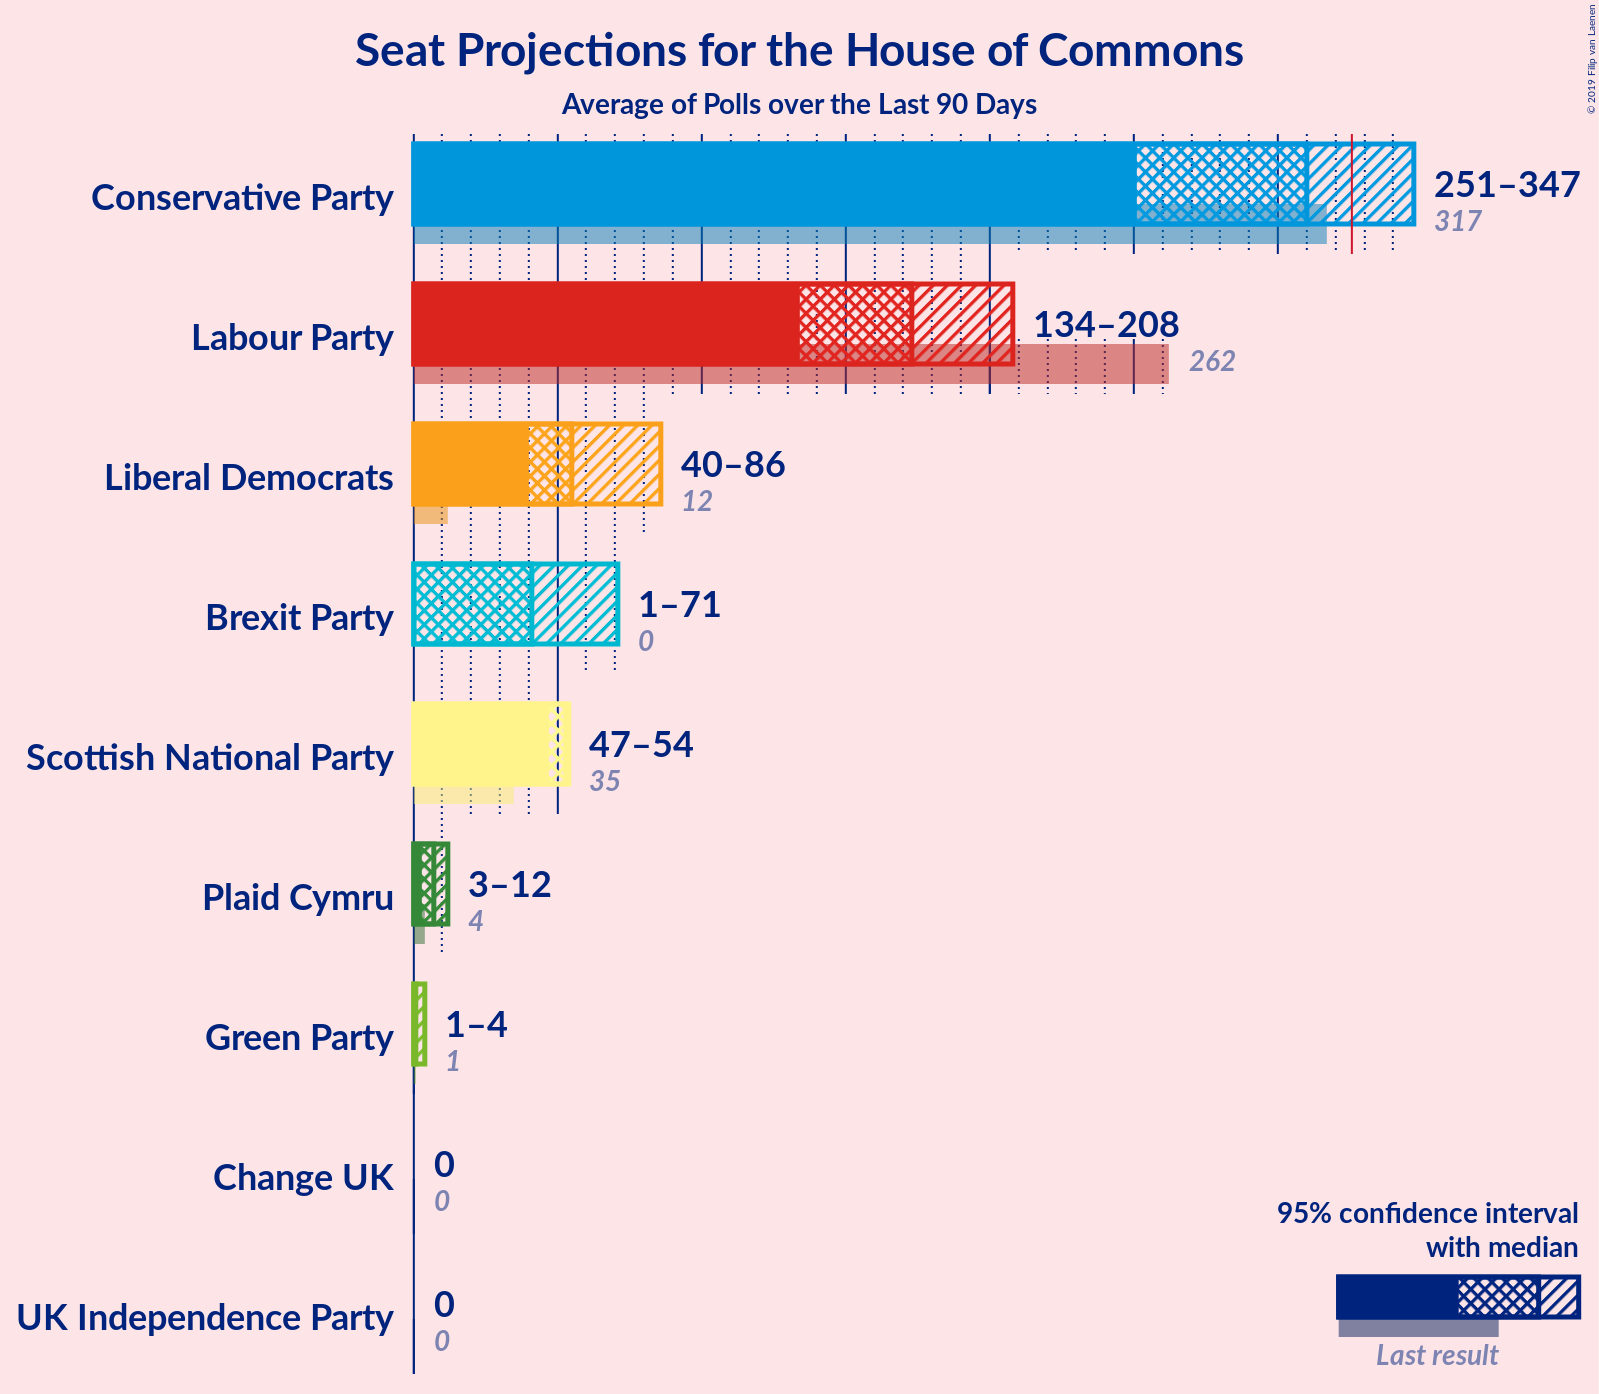 Seat Projections for the House of Commons
Average of Polls over the Last 90 Days
© 2019 Filip van Laenen
Conservative Party
251–347
317
Labour Party
134–208
262
Liberal Democrats
40–86
12
Brexit Party
1–71
0
Scottish National Party
47–54
35
Plaid Cymru
3–12
4
Green Party
1–4
1
Change UK
0
0
UK Independence Party
0
0
95% confidence interval
with median
Last result